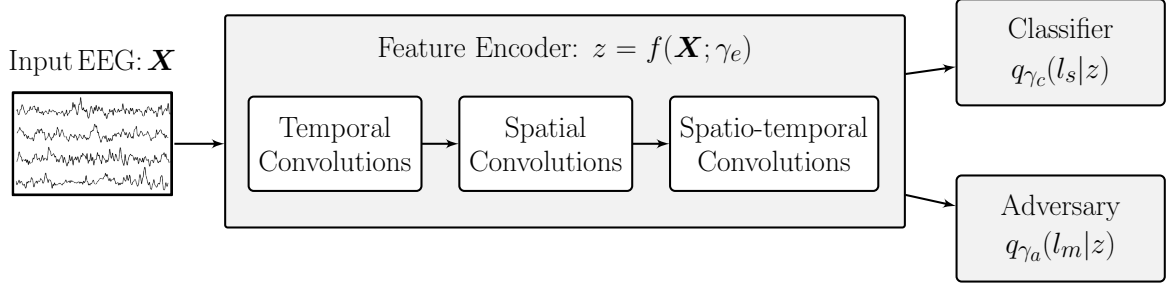 Input EEG: X
Feature Encoder: z = f(X; γₑ)
Temporal
Convolutions
Spatial
Convolutions
Spatio-temporal
Convolutions
Classifier
q_{γ_c}(l_s|z)
Adversary
q_{γ_a}(l_m|z)